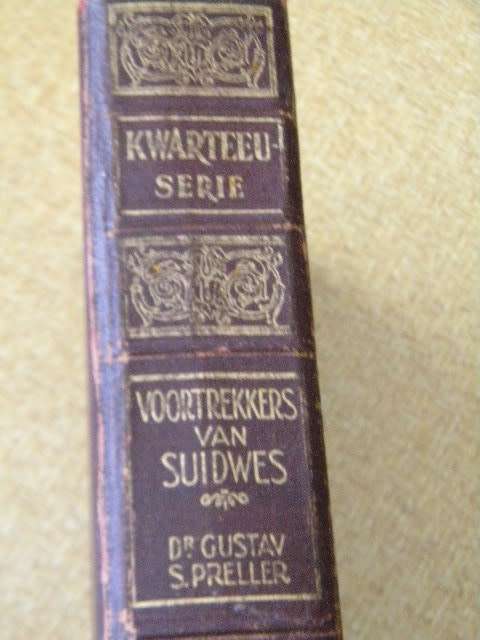 KWARTEEU-
SERIE
VOORTREKKERS
VAN
SUIDWES
DR GUSTAV
S. PRELLER